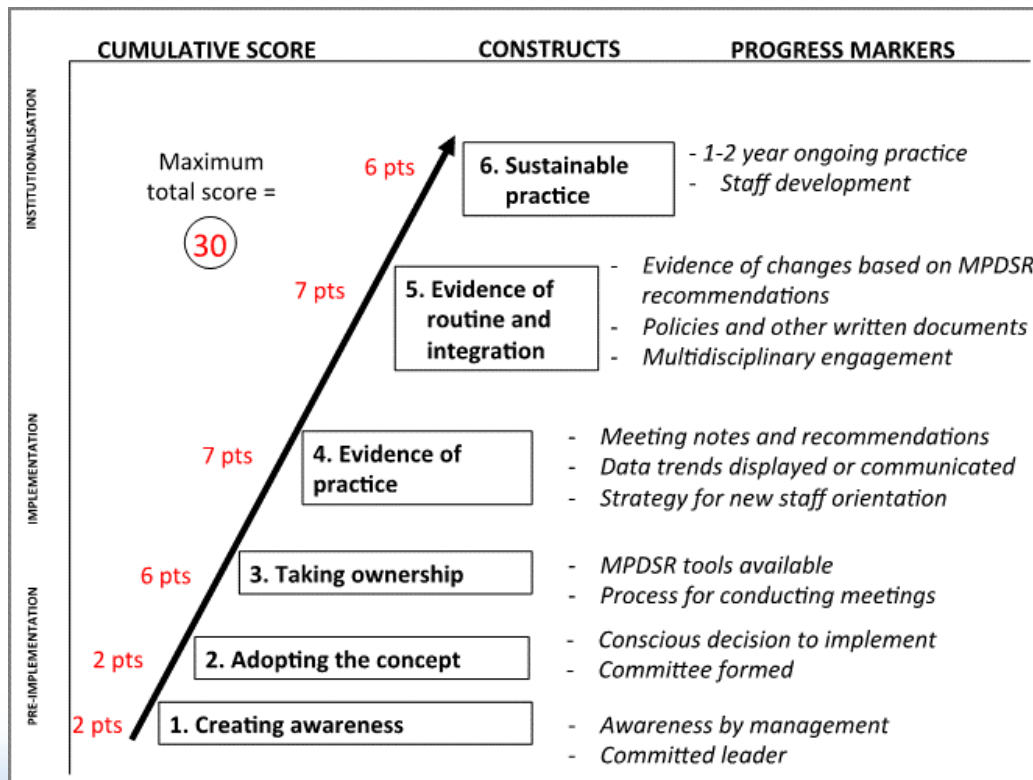 CUMULATIVE SCORE
CONSTRUCTS
PROGRESS MARKERS
INSTITUTIONALISATION
Maximum
total score =
30
6 pts
6. Sustainable
practice
- 1-2 year ongoing practice
- Staff development
7 pts
5. Evidence of
routine and
integration
- Evidence of changes based on MPDSR
recommendations
- Policies and other written documents
- Multidisciplinary engagement
IMPLEMENTATION
7 pts
4. Evidence of
practice
- Meeting notes and recommendations
- Data trends displayed or communicated
- Strategy for new staff orientation
6 pts
3. Taking ownership
- MPDSR tools available
- Process for conducting meetings
PRE-IMPLEMENTATION
2 pts
2. Adopting the concept
- Conscious decision to implement
- Committee formed
2 pts
1. Creating awareness
- Awareness by management
- Committed leader